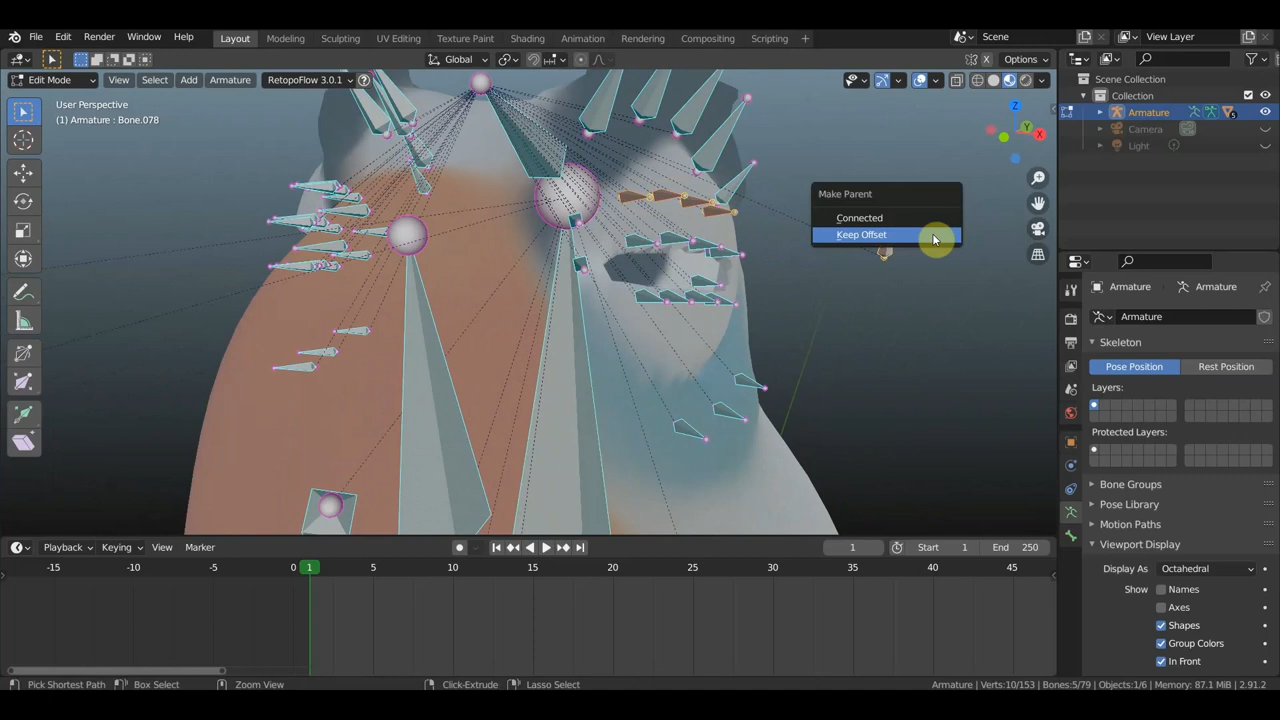 File Edit Render Window Help Layout Modeling Sculpting UV Editing Texture Paint Shading Animation Rendering Compositing Scripting + Scene View Layer
Global X Options
Edit Mode View Select Add Armature RetopoFlow 3.0.1 ?
User Perspective
(1) Armature : Bone.078
Z
Y
X
Make Parent
Connected
Keep Offset
Scene Collection
Collection
Armature 5
Camera
Light
Armature Armature
Armature
Skeleton
Pose Position Rest Position
Layers:
Protected Layers:
Bone Groups
Pose Library
Motion Paths
Viewport Display
Display As Octahedral
Show Names
Axes
Shapes
Group Colors
In Front
Playback Keying View Marker 1 Start 1 End 250
-15 -10 -5 0 1 5 10 15 20 25 30 35 40 45
Pick Shortest Path Box Select Zoom View Click-Extrude Lasso Select Armature | Verts:10/153 | Bones:5/79 | Objects:1/6 | Memory: 87.1 MiB | 2.91.2